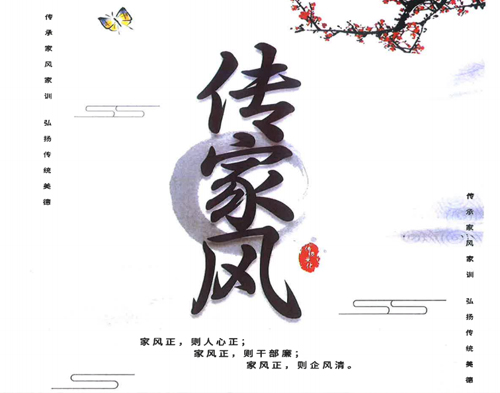 传承家风家训 弘扬传统美德
传家风
传承家风家训 弘扬传统美德
家风正，则人心正；
家风正，则干部廉；
家风正，则企风清。